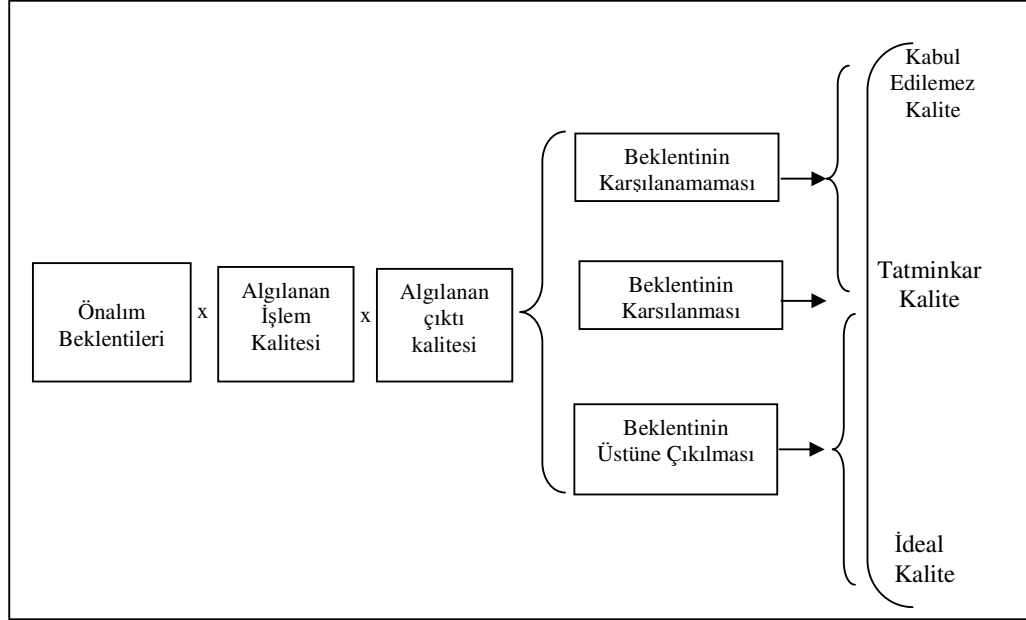 Önalım
Beklentileri
x
Algılanan
İşlem
Kalitesi
x
Algılanan
çıktı
kalitesi
Beklentinin
Karşılanamaması
Beklentinin
Karsılanması
Beklentinin
Üstüne Çıkılması
Kabul
Edilemez
Kalite
Tatminkar
Kalite
İdeal
Kalite